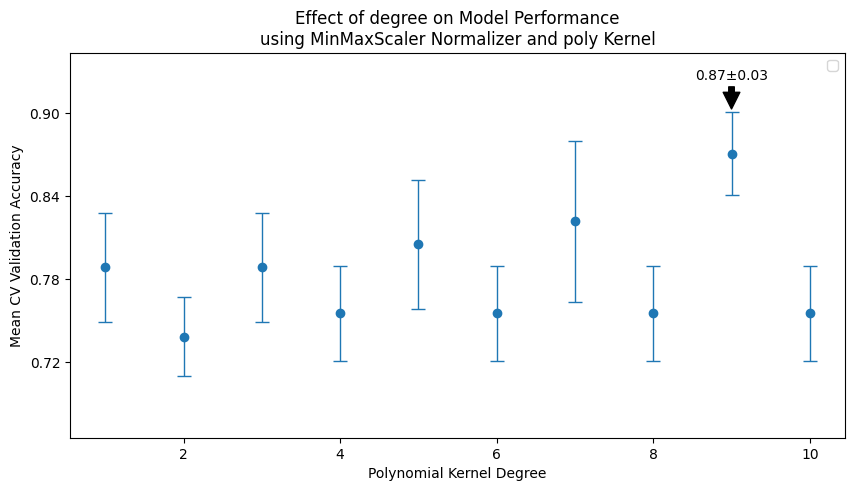 Effect of degree on Model Performance
using MinMaxScaler Normalizer and poly Kernel
0.87±0.03
0.90
0.84
0.78
0.72
Mean CV Validation Accuracy
2 4 6 8 10
Polynomial Kernel Degree